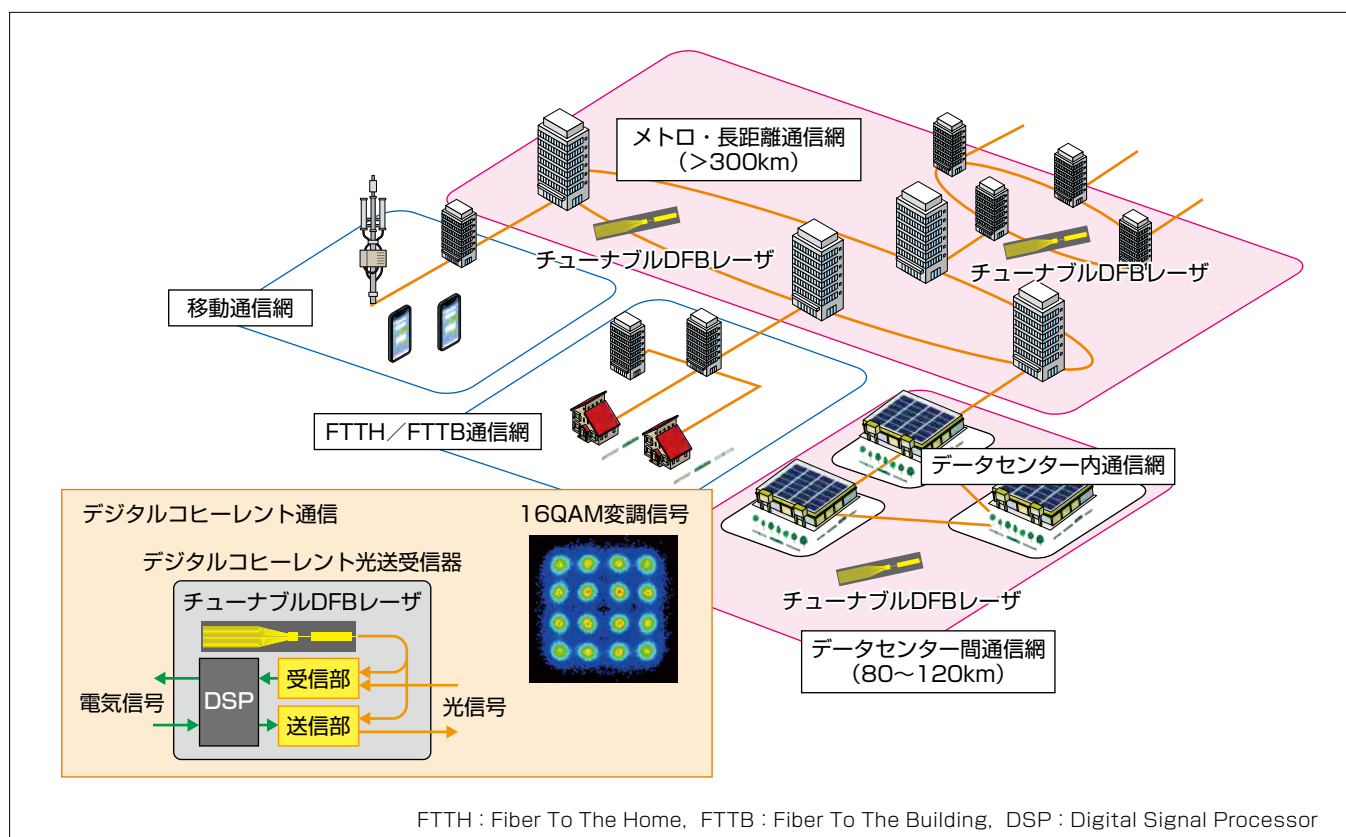 メトロ・長距離通信網
(>300km)
チューナブルDFBレーザ
チューナブルDFBレーザ
移動通信網
FTTH/FTTB通信網
データセンター内通信網
チューナブルDFBレーザ
データセンター間通信網
(80〜120km)
デジタルコヒーレント通信
16QAM変調信号
デジタルコヒーレント光送受信器
チューナブルDFBレーザ
電気信号
DSP
受信部
送信部
光信号
FTTH:Fiber To The Home, FTTB:Fiber To The Building, DSP:Digital Signal Processor